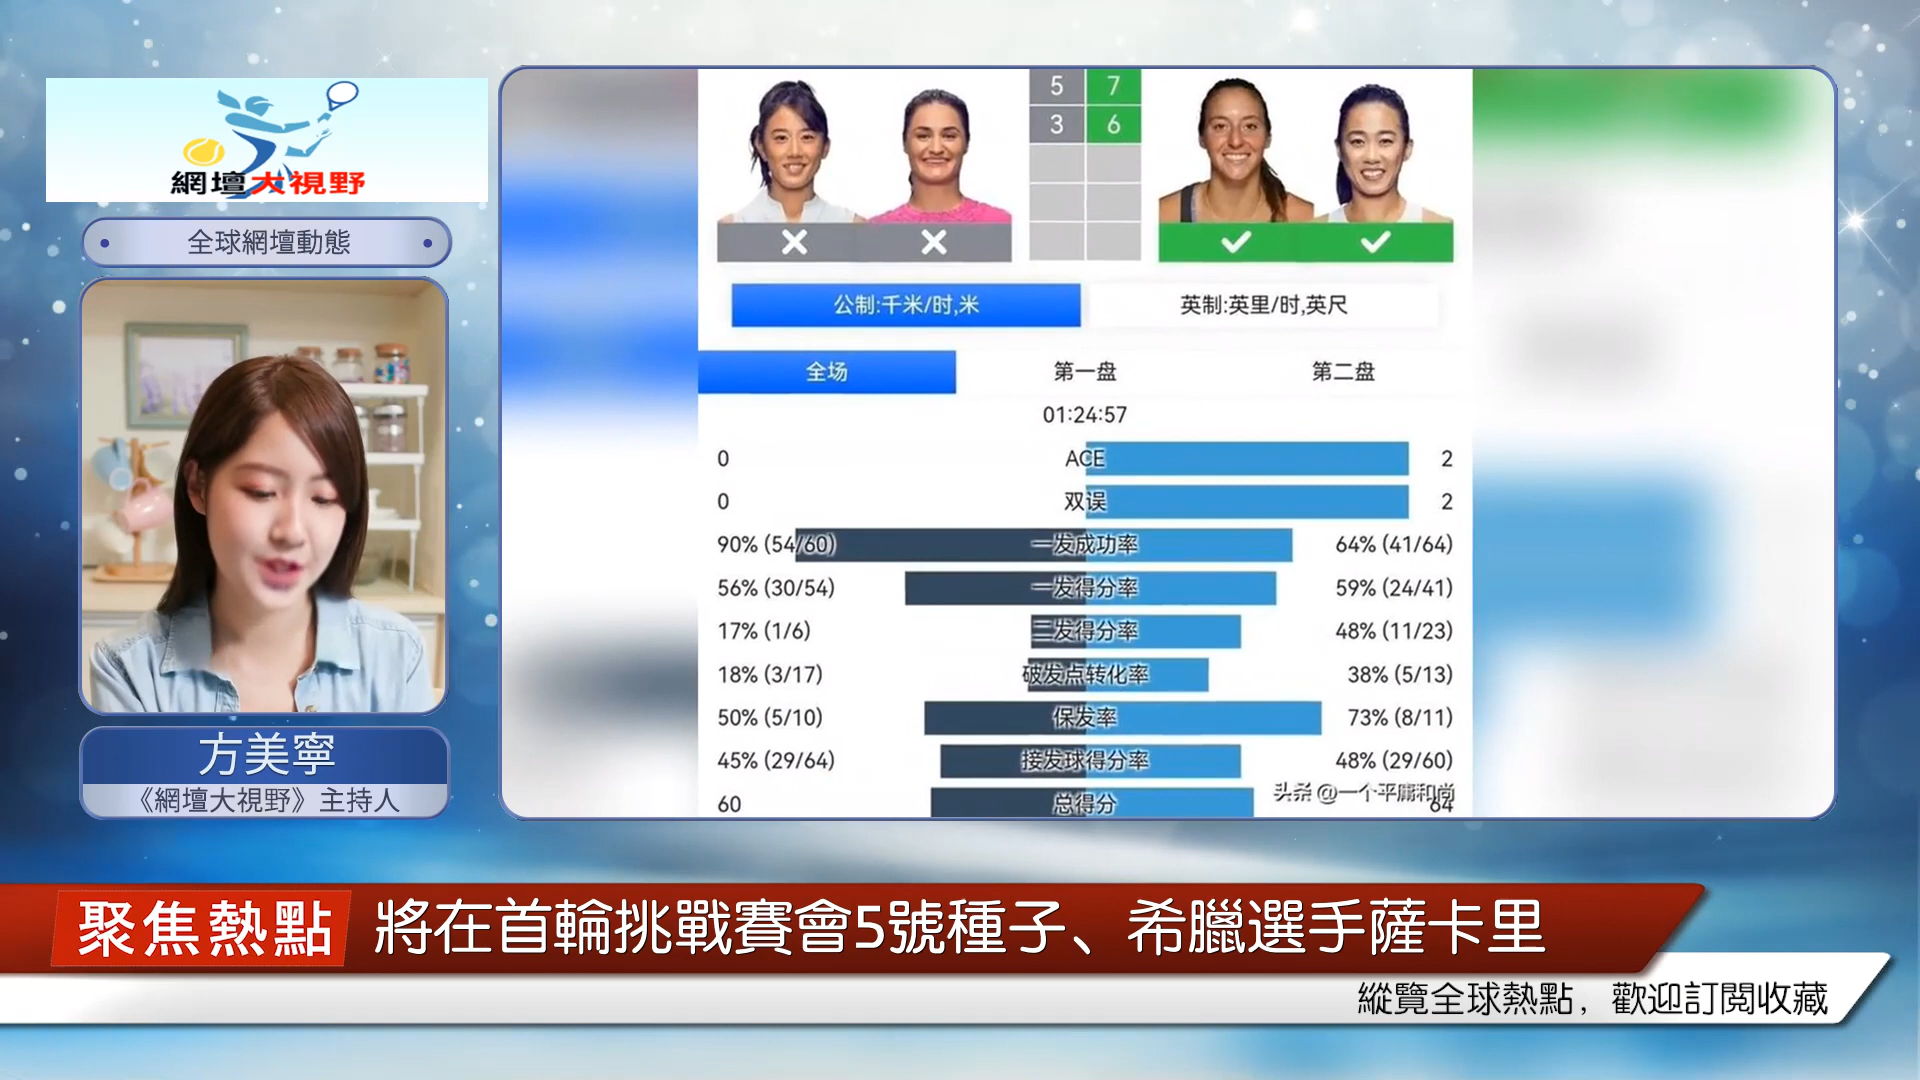 網壇大視野
全球網壇動態
方美寧
《網壇大視野》主持人
5 7
3 6
公制:千米/时,米 英制:英里/时,英尺
全场 第一盘 第二盘
01:24:57
0 ACE 2
0 双误 2
90% (54/60) 一发成功率 64% (41/64)
56% (30/54) 一发得分率 59% (24/41)
17% (1/6) 二发得分率 48% (11/23)
18% (3/17) 破发点转化率 38% (5/13)
50% (5/10) 保发率 73% (8/11)
45% (29/64) 接发球得分率 48% (29/60)
头条 @一个平庸和尚
60 总得分 64
聚焦熱點 將在首輪挑戰賽會5號種子、希臘選手薩卡里
縱覽全球熱點，歡迎訂閱收藏